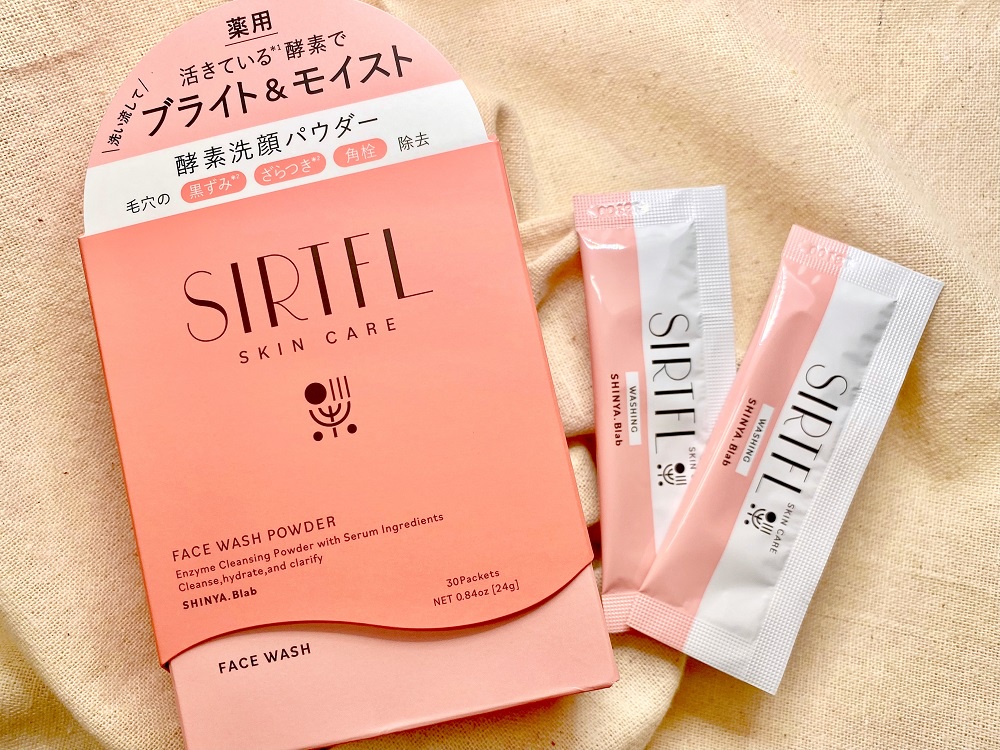 薬用
活きている*1酵素で
\洗い流して/
ブライト&モイスト
酵素洗顔パウダー
毛穴の 黒ずみ*2 ざらつき*2 角栓 除去
SIRTFL
SKIN CARE
FACE WASH POWDER
Enzyme Cleansing Powder with Serum Ingredients
Cleanse,hydrate,and clarify
SHINYA.Blab
30Packets
NET 0.84oz [24g]
FACE WASH
SIRTFL
SKIN
WASHING
SHINYA.Blab
SIRTFL
SKIN CARE
WASHING
SHINYA.Blab